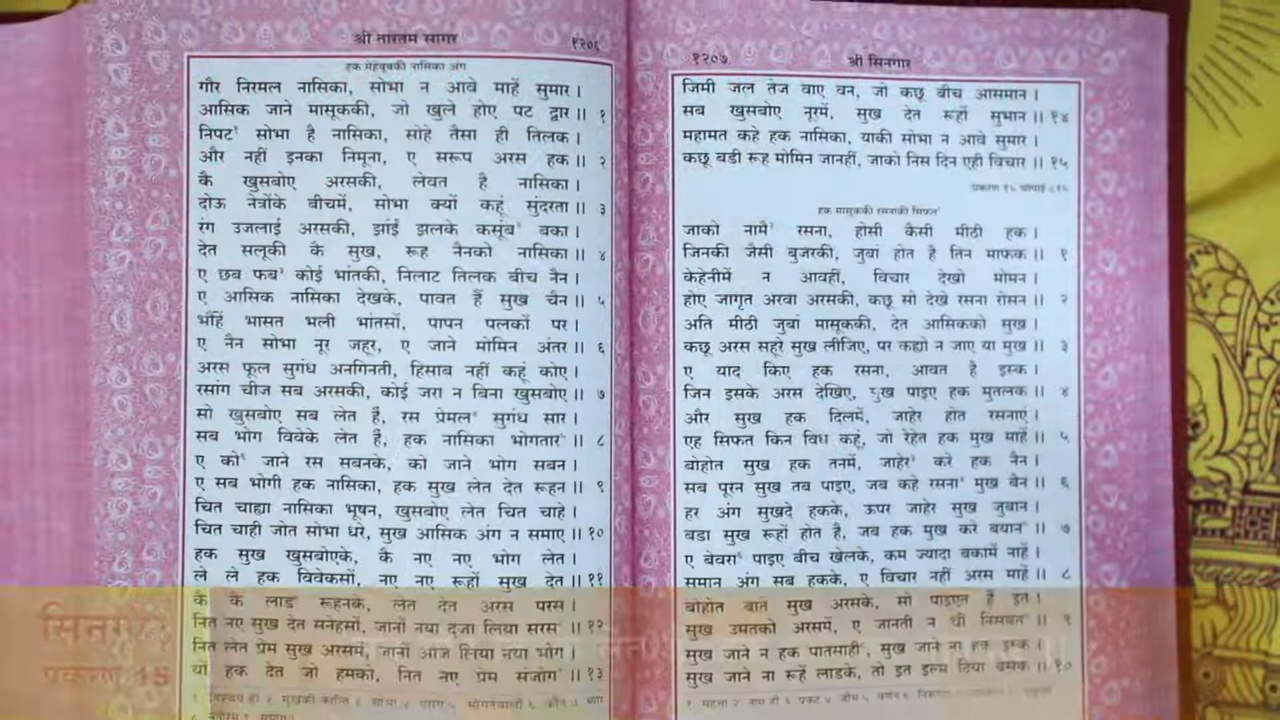 श्री तारतम सागर
१२०६
हक मेहेबूबकी नासिका अंग
गौर निरमल नासिका, सोभा न आवे माहें सुमार ।
आसिक जाने मासूककी, जो खुले होए पट द्वार ।। १
निपट१ सोभा है नासिका, सोहे तैसा ही तिलक ।
और नहीं इनका निमूना, ए सरूप अरस हक ।। २
कै खुसबोए अरसकी, लेवत है नासिका ।
दोऊ नेत्रोंके बीचमें, सोभा क्यों कहूं सुंदरता ।। ३
रंग उजलाई अरसकी, झांई झलके कसूंब बका ।
देत सलूकी कै सुख, रूह नैनको नासिका ।। ४
ए छब फब कोई भांतकी, निलाट तिलक बीच नैन ।
ए आसिक नासिका देखके, पावत हैं सुख चैन ।। ५
भौंहें भासत भली भांतसों, पापन पलकों पर ।
ए नैन सोभा नूर जहूर, ए जाने मोमिन अंतर ।। ६
अरस फूल सुगंध अनगिनती, हिसाब नहीं कहूं कोए ।
रसांग चीज सब अरसकी, कोई जरा न बिना खुसबोए ।। ७
सो खुसबोए सब लेत हैं, रस प्रेमल सुगंध सार ।
सब भोग विवेके लेत हैं, हक नासिका भोगतार ।। ८
ए को जाने रस सबनके, को जाने भोग सबन ।
ए सब भोगी हक नासिका, हक सुख लेत देत रूहन ।। ९
चित चाह्या नासिका भूषन, खुसबोए लेत चित चाहे ।
चित चाही जोत सोभा धरे, सुख आसिक अंग न समाए ।। १०
हक सुख खुसबोएके, कै नए नए भोग लेत ।
ले ले हक विवेकसों, नए नए रूहों सुख देत ।। ११
कै कै लाड रूहनके, लेत देत अरस परस ।
नित नए सुख देत सनेहसों, जानों नया दूजा लिया सरस ।। १२
नित लेत प्रेम सुख अरसमें, जानों आज लिया नया भोग ।
यों हक देत जो हमको, नित नए प्रेम संजोग ।। १३
१२०७
श्री सिनगार
जिमी जल तेज वाए वन, जो कछू बीच आसमान ।
सब खुसबोए नूरमें, सुख देत रूहों सुभान ।। १४
महामत कहे हक नासिका, याकी सोभा न आवे सुमार ।
कछू बडी रूह मोमिन जानहीं, जाको निस दिन एही विचार ।। १५
प्रकरण १५ चौपाई
हक मासूककी रसनाकी सिफत
जाको नामै रसना, होसी कैसी मीठी हक ।
जिनकी जैसी बुजरकी, जुबां होत है तिन माफक ।। १
केहेनीमें न आवहीं, विचार देखो मोमन ।
होए जागृत अरवा अरसकी, कछू सो देखे रसना रोसन ।। २
अति मीठी जुबां मासूककी, देत आसिकको सुख ।
कछू अरस सहूरे सुख लीजिए, पर कह्यो न जाए या मुख ।। ३
ए याद किए हक रसना, आवत है इस्क ।
जिन इसके अरस देखिए, सुख पाइए हक मुतलक ।। ४
और सुख हक दिलमें, जाहेर होत रसनाएं ।
एह सिफत किन विध कहूं, जो रेहेत हक मुख माहें ।। ५
बोहोत सुख हक तनमें, जाहेर करे हक नैन ।
सब पूरन सुख तब पाइए, जब कहे रसना मुख बैन ।। ६
हर अंग सुखदे हकके, ऊपर जाहेर सुख जुबान ।
बडा सुख रूहों होत है, जब हक मुख करे बयान ।। ७
ए बेवरा पाइए बीच खेलके, कम ज्यादा बकामें नाहें ।
समान अंग सब हकके, ए विचार नहीं अरस माहें ।। ८
बोहोत बातें सुख अरसके, सो पाइएत हैं इत ।
सुख उमतको अरसमें, ए जानती न थी निसबत ।। ९
सुख जाने न हक पातसाही, सुख जाने ना हक इस्क ।
सुख जाने ना रूहें लाडके, तो इत इलम दिया बेसक ।। १०
सिनगार
प्रकरण 15